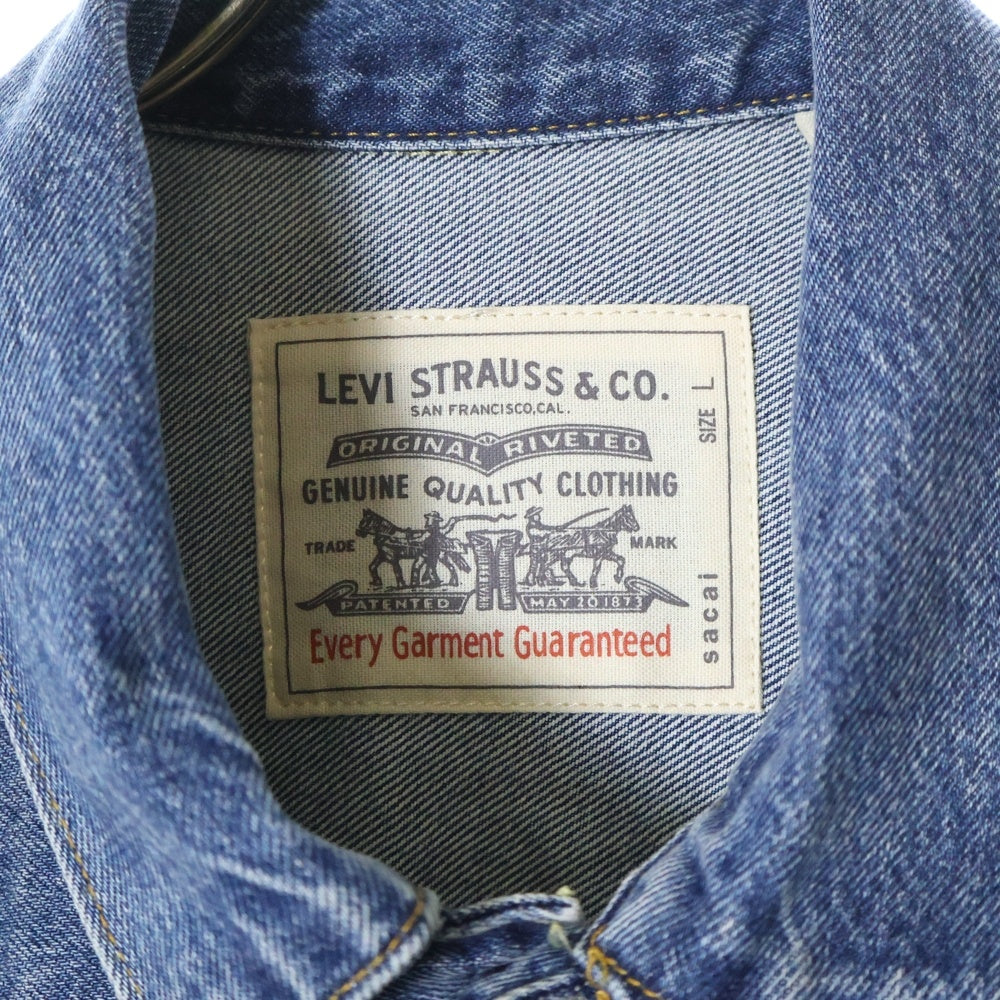 LEVI STRAUSS & CO.
SAN FRANCISCO, CAL.
ORIGINAL RIVETED
GENUINE QUALITY CLOTHING
TRADE MARK
PATENTED MAY 20 1873
Every Garment Guaranteed
SIZE L
sacai